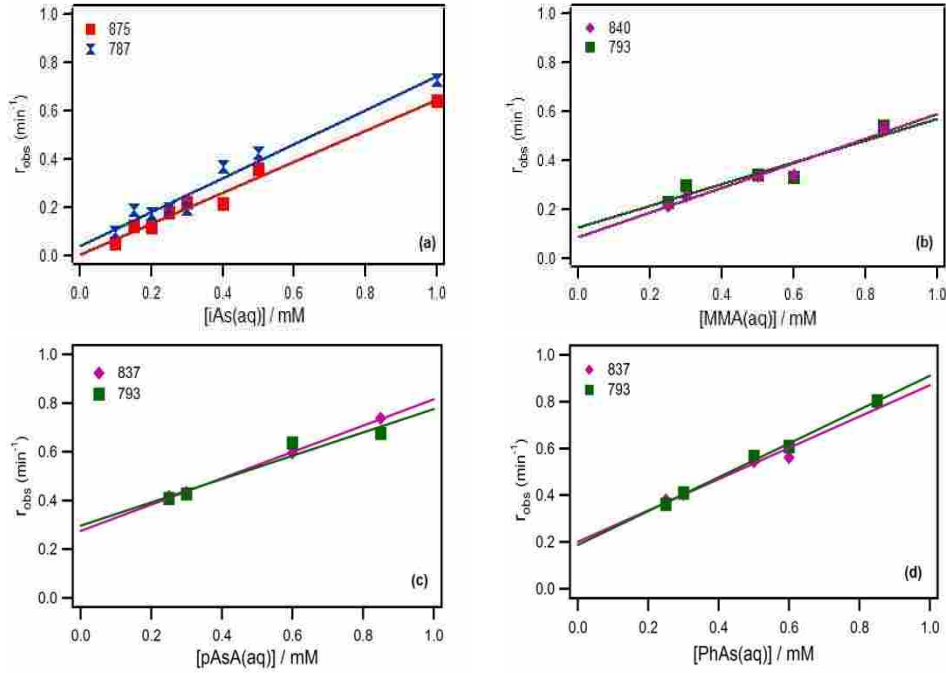 1.0
0.8
0.6
0.4
0.2
0.0
r_obs (min⁻¹)
875
787
(a)
0.0 0.2 0.4 0.6 0.8 1.0
[iAs(aq)] / mM
1.0
0.8
0.6
0.4
0.2
0.0
r_obs (min⁻¹)
840
793
(b)
0.0 0.2 0.4 0.6 0.8 1.0
[MMA(aq)] / mM
1.0
0.8
0.6
0.4
0.2
0.0
r_obs (min⁻¹)
837
793
(c)
0.0 0.2 0.4 0.6 0.8 1.0
[pAsA(aq)] / mM
1.0
0.8
0.6
0.4
0.2
0.0
r_obs (min⁻¹)
837
793
(d)
0.0 0.2 0.4 0.6 0.8 1.0
[PhAs(aq)] / mM